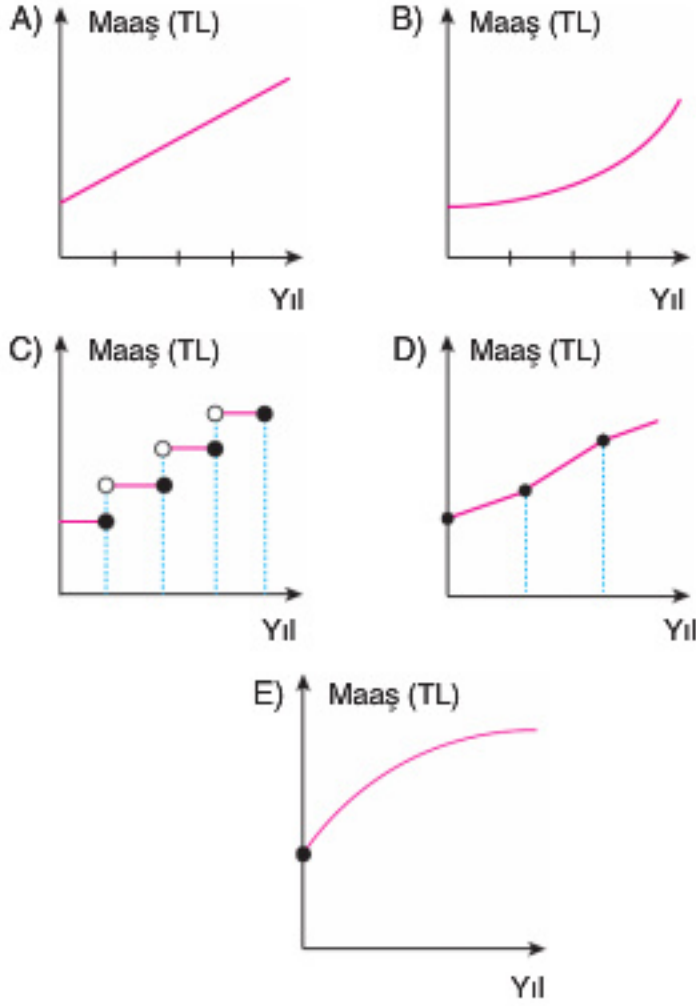 A) Maaş (TL)
Yıl
B) Maaş (TL)
Yıl
C) Maaş (TL)
Yıl
D) Maaş (TL)
Yıl
E) Maaş (TL)
Yıl